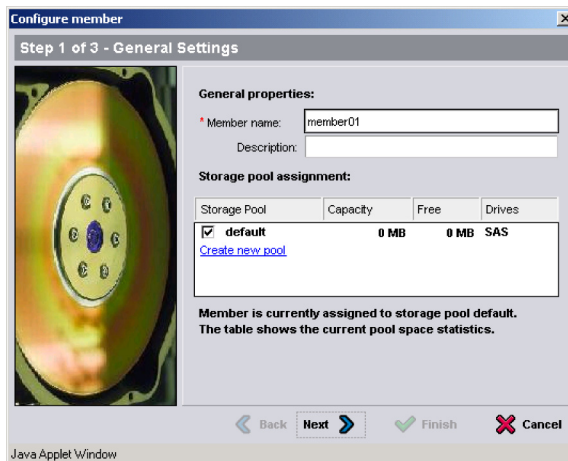 Configure member
Step 1 of 3 - General Settings
General properties:
* Member name: member01
Description:
Storage pool assignment:
Storage Pool Capacity Free Drives
default 0 MB 0 MB SAS
Create new pool
Member is currently assigned to storage pool default.
The table shows the current pool space statistics.
Back Next Finish Cancel
Java Applet Window